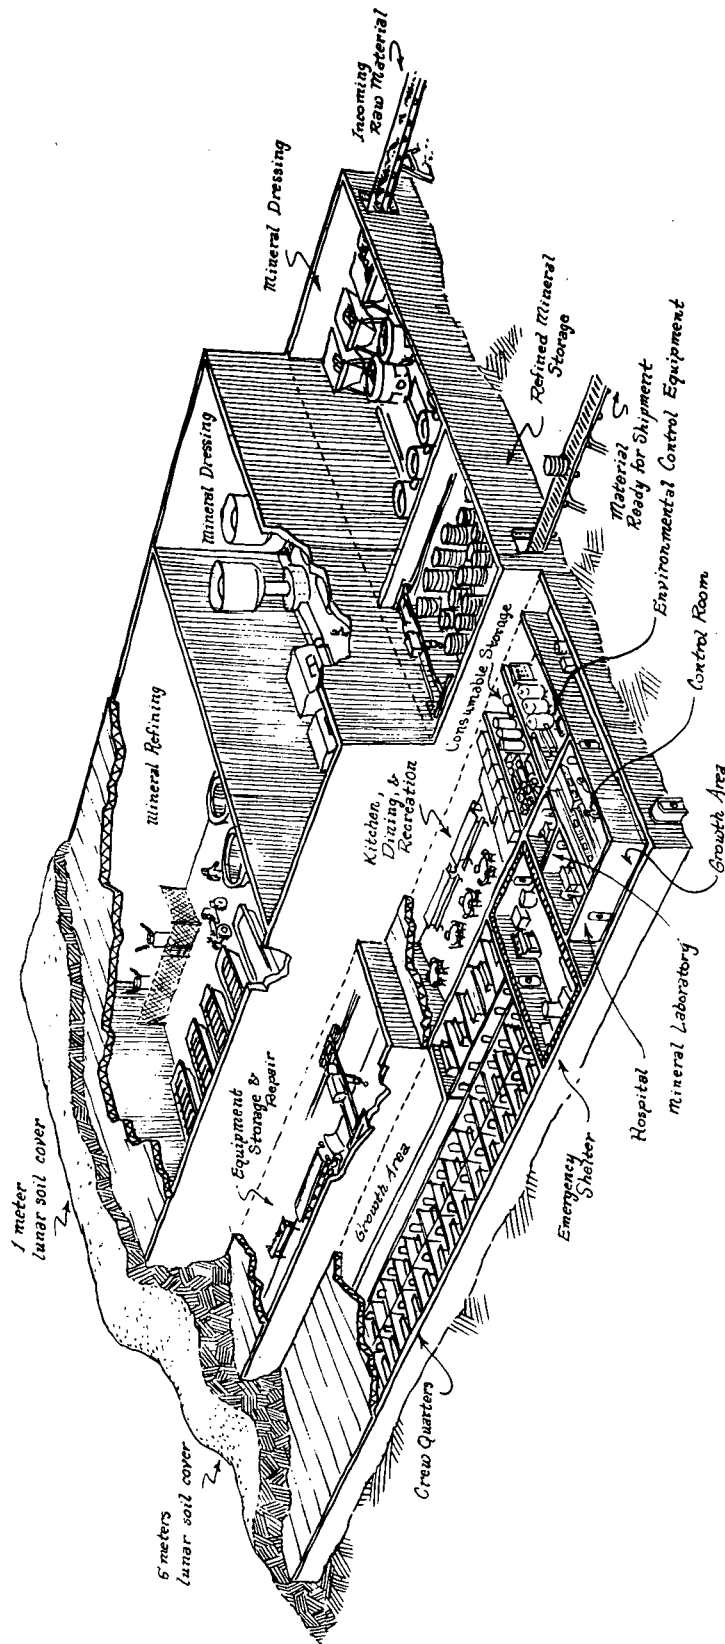 Incoming
Raw Material
Mineral Dressing
Mineral Dressing
Mineral Refining
Refined Mineral
Storage
Material
Ready for Shipment
Environmental Control Equipment
Control Room
Growth Area
Consumable Storage
Kitchen,
Dining &
Recreation
Mineral Laboratory
Hospital
Emergency
Shelter
Equipment
Storage &
Repair
Growth Area
Crew Quarters
1 meter
lunar soil cover
5 meters
lunar soil cover